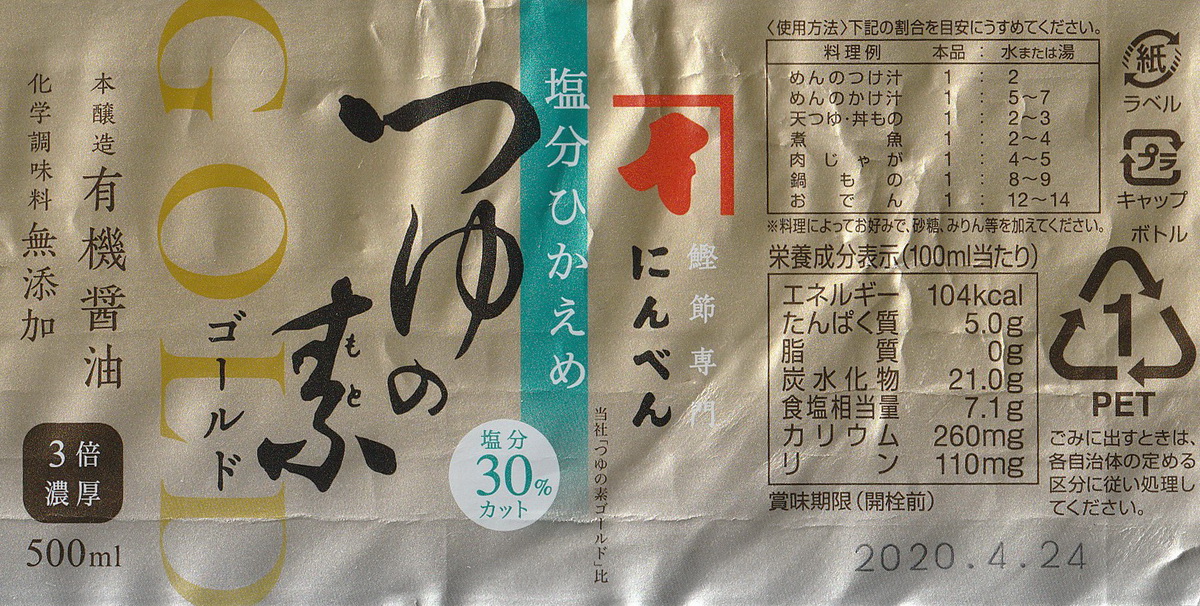 GOLD
つゆの素
もと
ゴールド
本醸造有機醤油
化学調味料無添加
3倍
濃厚
500ml
塩分ひかえめ
塩分
30%
カット
当社「つゆの素ゴールド」比
イ
鰹節専門
にんべん
〈使用方法〉下記の割合を目安にうすめてください。
料理例 本品 : 水または湯
めんのつけ汁 1 : 2
めんのかけ汁 1 : 5〜7
天つゆ・丼もの 1 : 2〜3
煮魚 1 : 2〜4
肉じゃが 1 : 4〜5
鍋もの 1 : 8〜9
おでん 1 : 12〜14
※料理によってお好みで、砂糖、みりん等を加えてください。
栄養成分表示(100ml当たり)
エネルギー 104kcal
たんぱく質 5.0g
脂質 0g
炭水化物 21.0g
食塩相当量 7.1g
カリウム 260mg
リン 110mg
賞味期限(開栓前)
2020.4.24
紙
ラベル
プラ
キャップ
ボトル
1
PET
ごみに出すときは、
各自治体の定める
区分に従い処理し
てください。